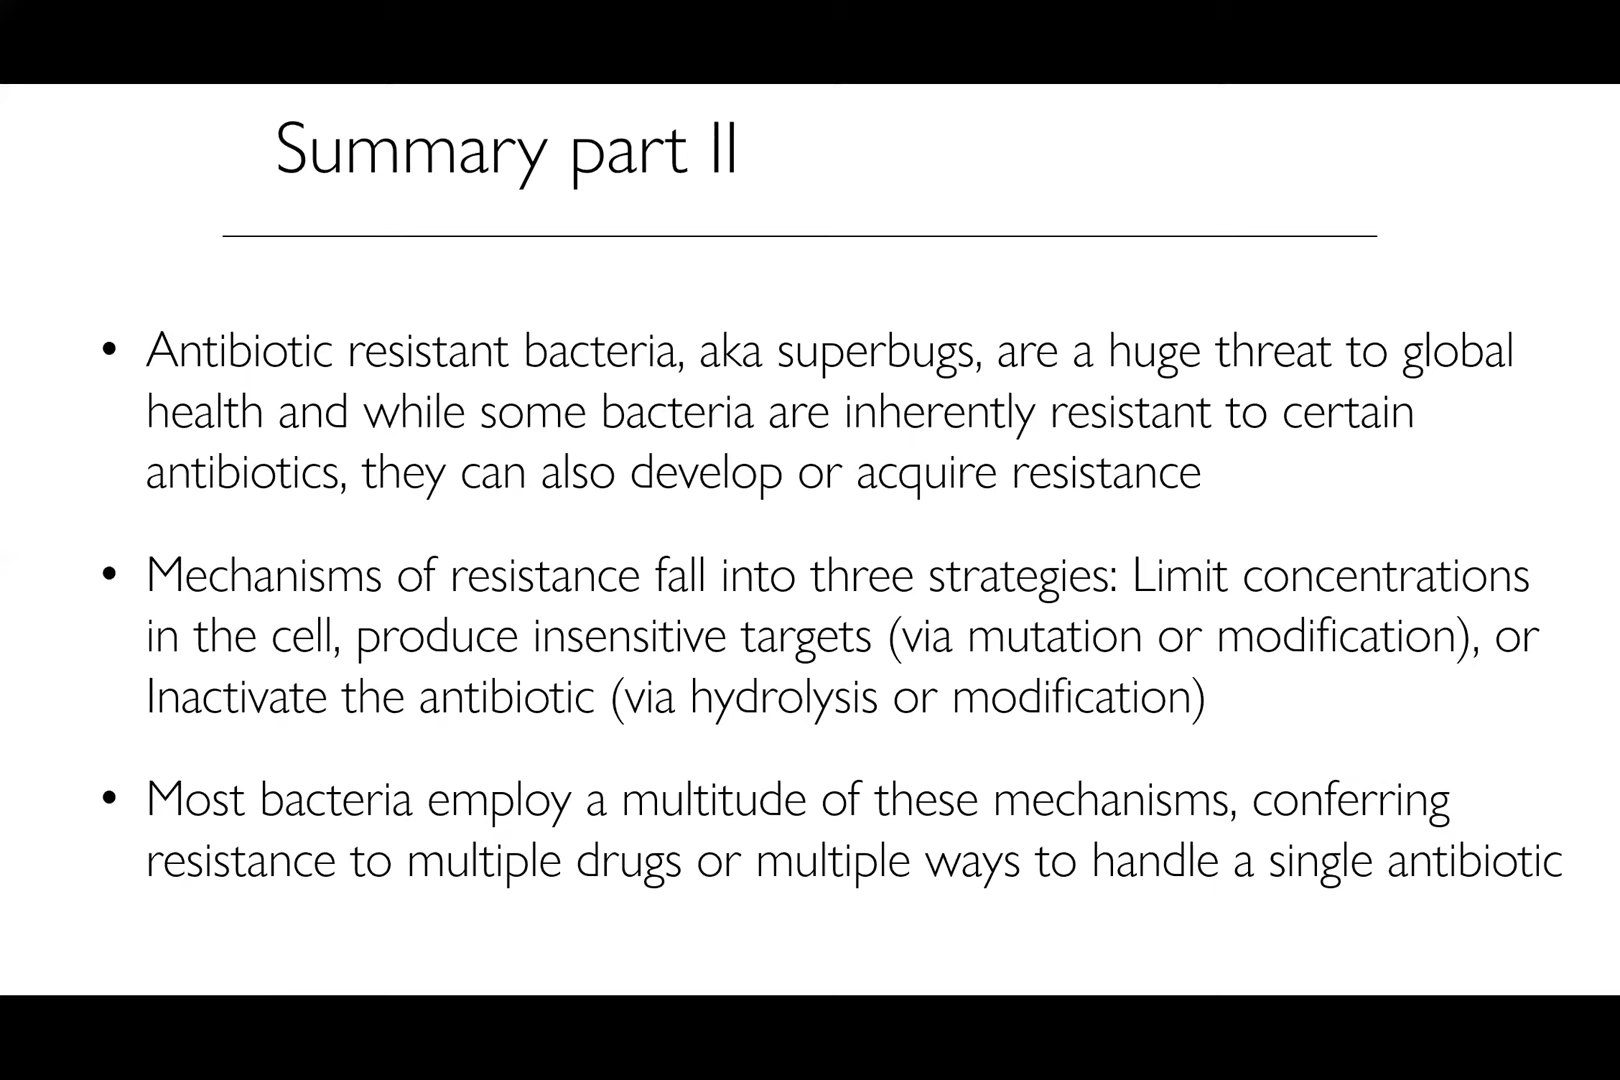 Summary part II
• Antibiotic resistant bacteria, aka superbugs, are a huge threat to global
health and while some bacteria are inherently resistant to certain
antibiotics, they can also develop or acquire resistance
• Mechanisms of resistance fall into three strategies: Limit concentrations
in the cell, produce insensitive targets (via mutation or modification), or
Inactivate the antibiotic (via hydrolysis or modification)
• Most bacteria employ a multitude of these mechanisms, conferring
resistance to multiple drugs or multiple ways to handle a single antibiotic